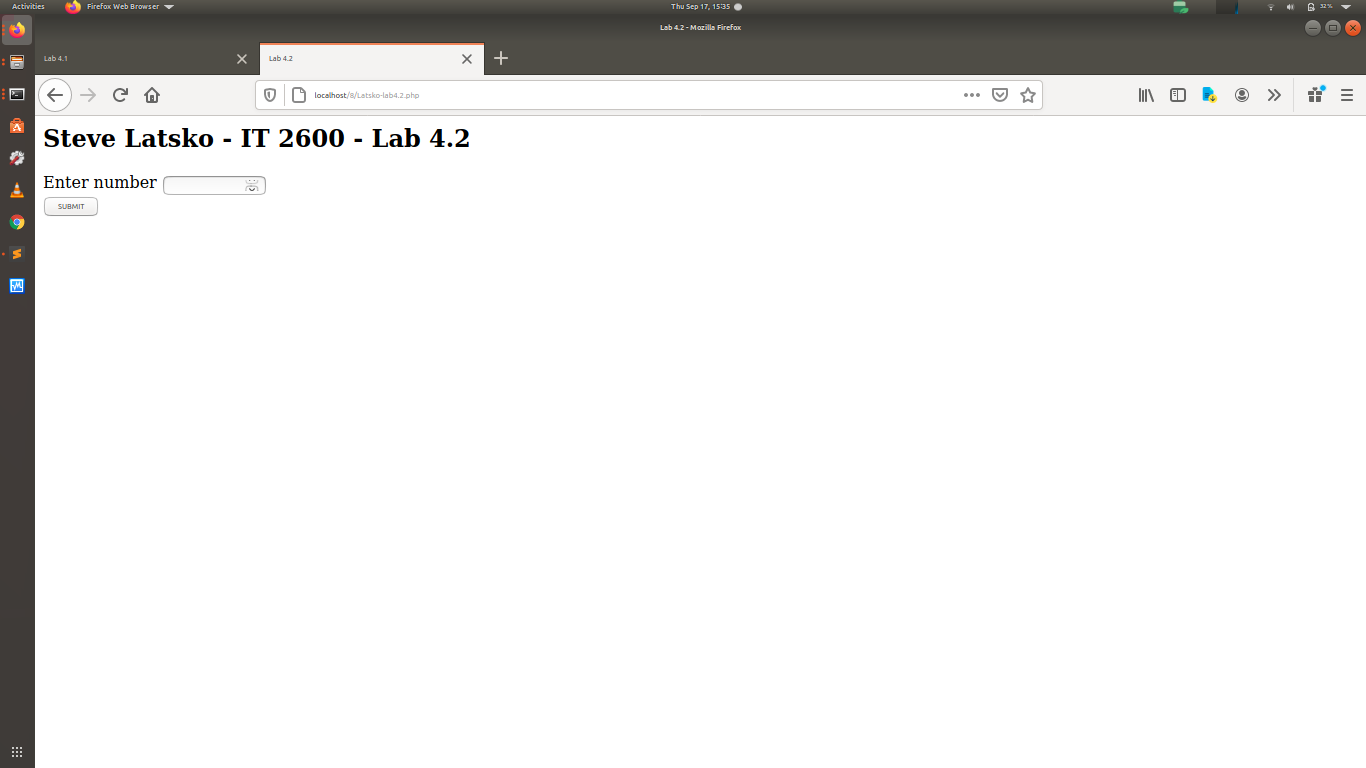 Activities Firefox Web Browser Thu Sep 17, 15:35 32%
Lab 4.2 - Mozilla Firefox
Lab 4.1 Lab 4.2
localhost/8/Latsko-lab4.2.php
Steve Latsko - IT 2600 - Lab 4.2
Enter number
SUBMIT